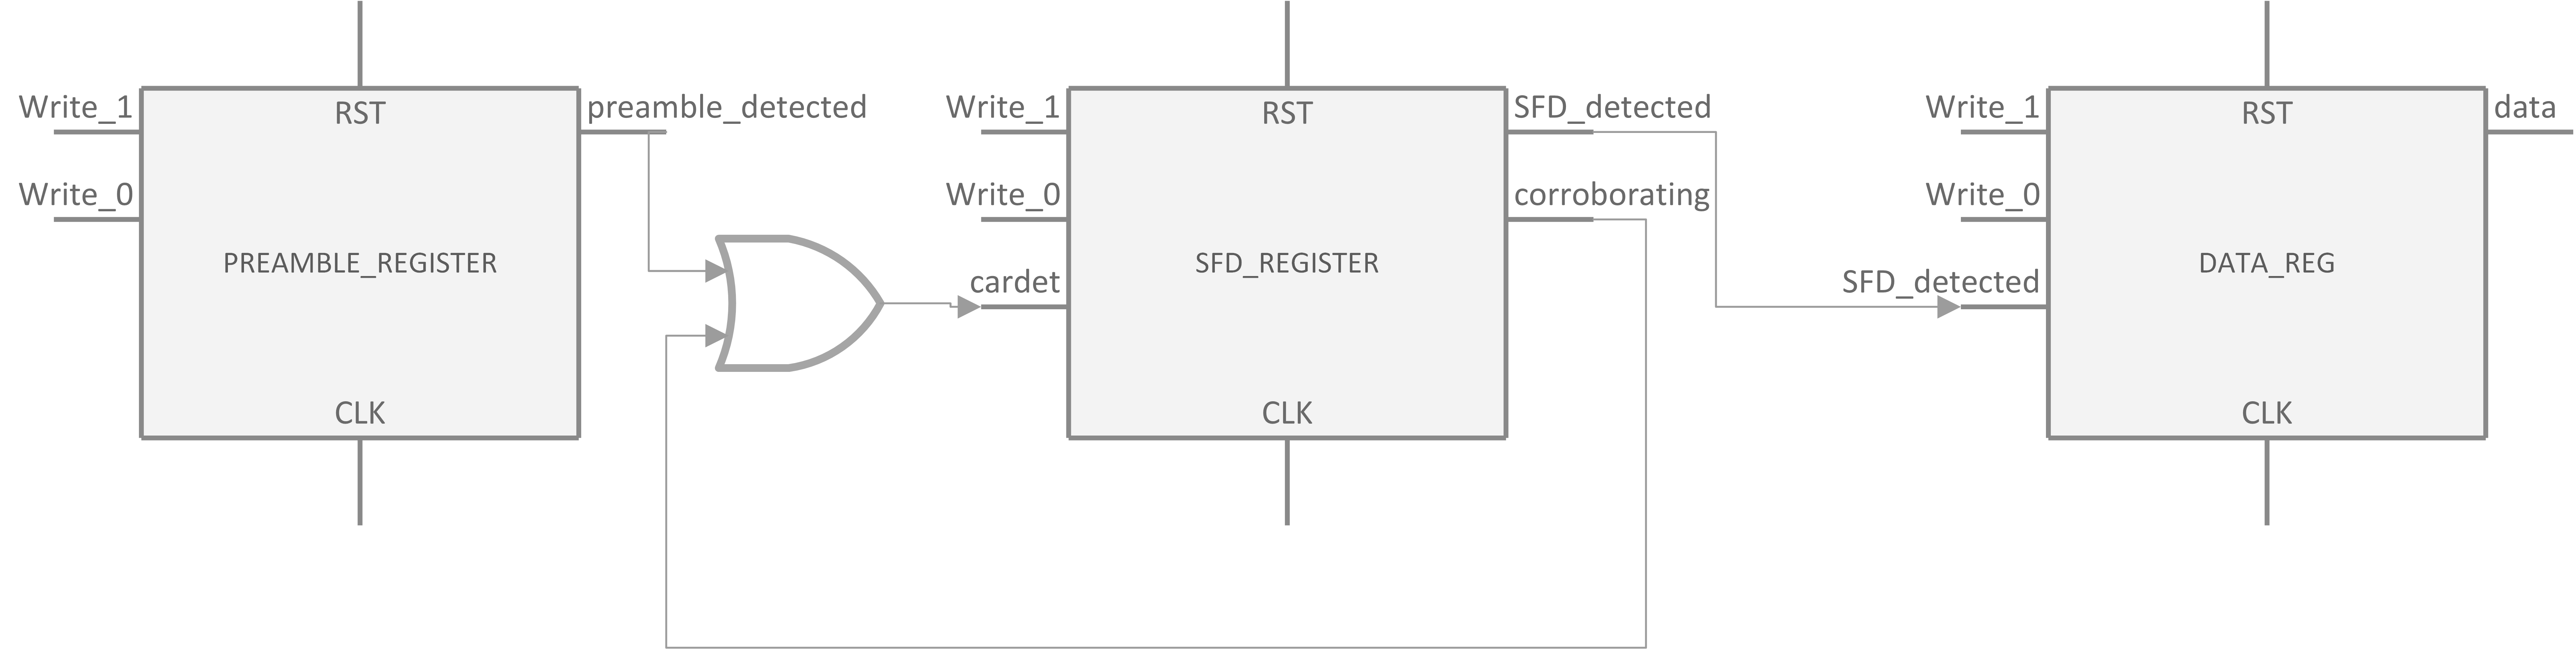 Write_1
RST
preamble_detected
Write_0
PREAMBLE_REGISTER
CLK
Write_1
RST
SFD_detected
Write_0
corroborating
SFD_REGISTER
cardet
CLK
Write_1
RST
data
Write_0
DATA_REG
SFD_detected
CLK